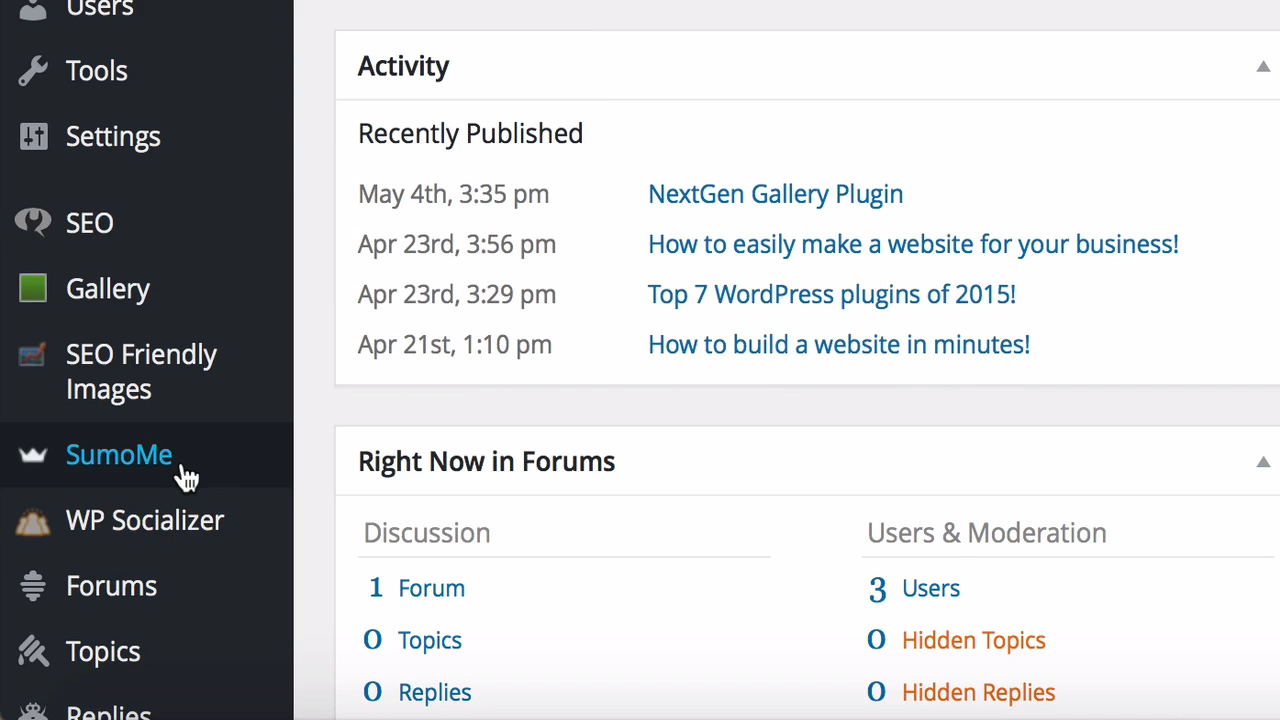 Users
Tools
Settings
SEO
Gallery
SEO Friendly
Images
SumoMe
WP Socializer
Forums
Topics
Replies
Activity
Recently Published
May 4th, 3:35 pm NextGen Gallery Plugin
Apr 23rd, 3:56 pm How to easily make a website for your business!
Apr 23rd, 3:29 pm Top 7 WordPress plugins of 2015!
Apr 21st, 1:10 pm How to build a website in minutes!
Right Now in Forums
Discussion
1 Forum
0 Topics
0 Replies
Users & Moderation
3 Users
0 Hidden Topics
0 Hidden Replies